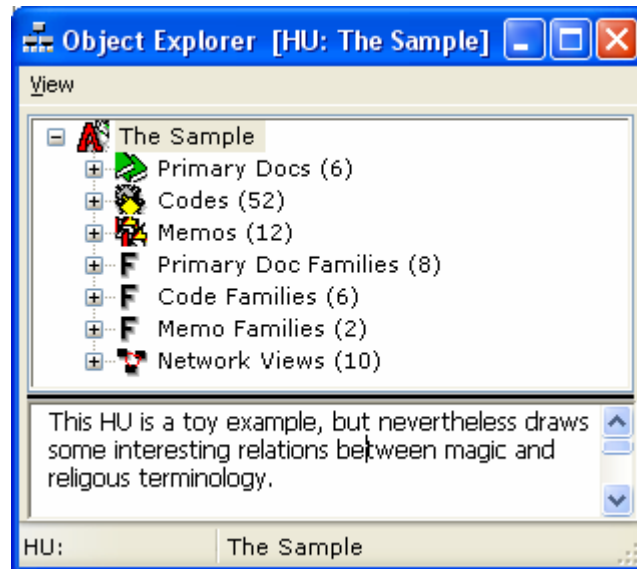 Object Explorer [HU: The Sample]
View
The Sample
Primary Docs (6)
Codes (52)
Memos (12)
F Primary Doc Families (8)
F Code Families (6)
F Memo Families (2)
Network Views (10)
This HU is a toy example, but nevertheless draws
some interesting relations between magic and
religous terminology.
HU: The Sample